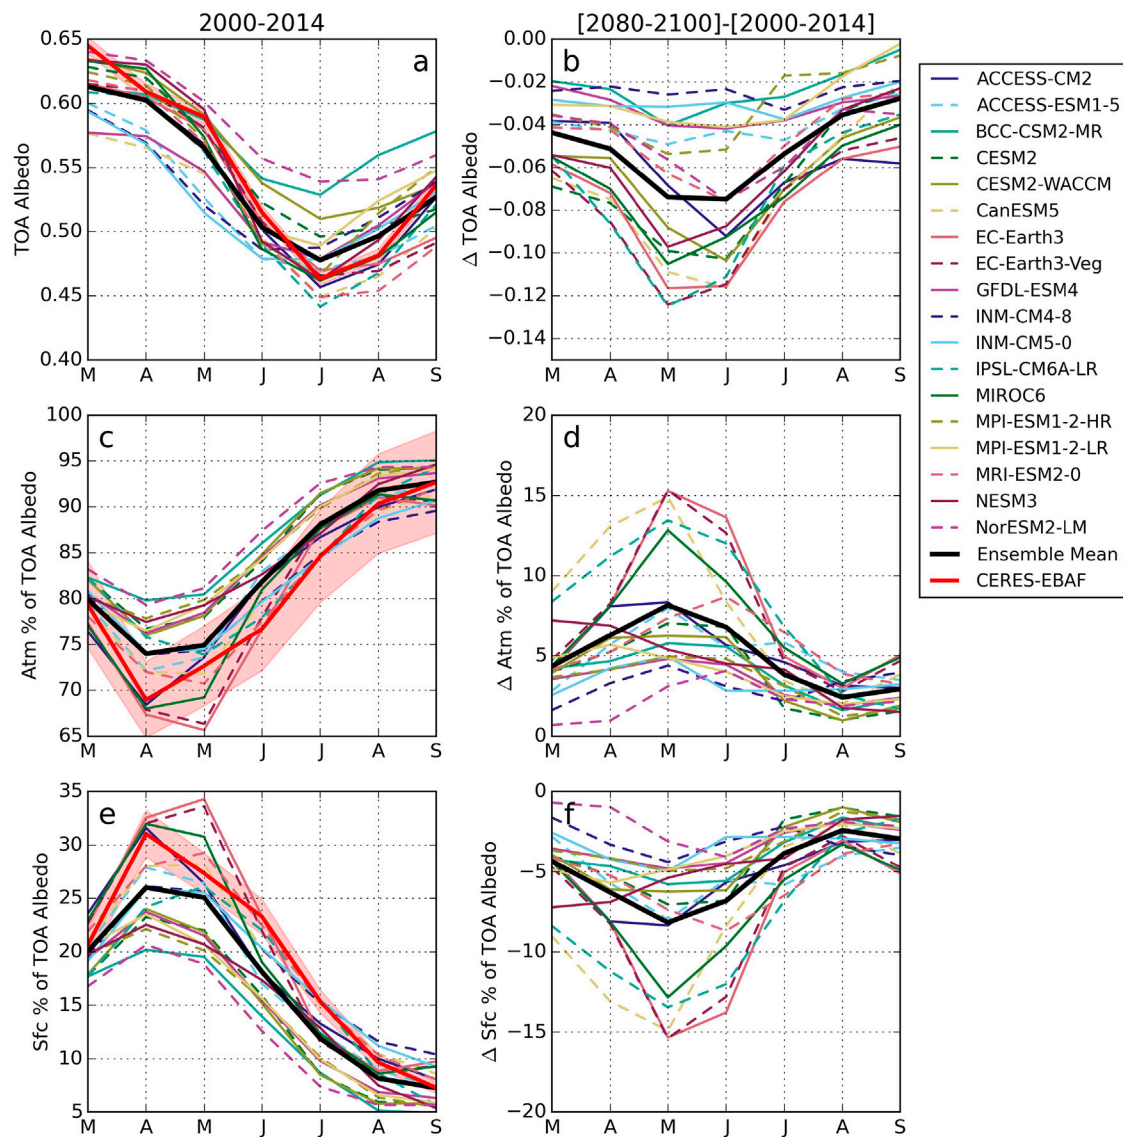 2000-2014
[2080-2100]-[2000-2014]
a
TOA Albedo
0.65
0.60
0.55
0.50
0.45
0.40
M A M J J A S
b
Δ TOA Albedo
0.00
−0.02
−0.04
−0.06
−0.08
−0.10
−0.12
−0.14
M A M J J A S
c
Atm % of TOA Albedo
100
95
90
85
80
75
70
65
M A M J J A S
d
Δ Atm % of TOA Albedo
20
15
10
5
0
M A M J J A S
e
Sfc % of TOA Albedo
35
30
25
20
15
10
5
M A M J J A S
f
Δ Sfc % of TOA Albedo
0
−5
−10
−15
−20
M A M J J A S
ACCESS-CM2
ACCESS-ESM1-5
BCC-CSM2-MR
CESM2
CESM2-WACCM
CanESM5
EC-Earth3
EC-Earth3-Veg
GFDL-ESM4
INM-CM4-8
INM-CM5-0
IPSL-CM6A-LR
MIROC6
MPI-ESM1-2-HR
MPI-ESM1-2-LR
MRI-ESM2-0
NESM3
NorESM2-LM
Ensemble Mean
CERES-EBAF